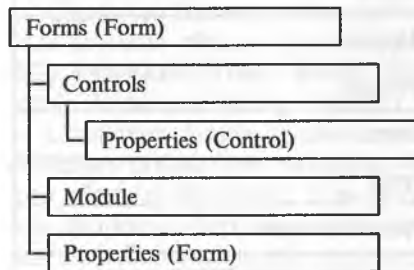 Forms (Form)
Controls
Properties (Control)
Module
Properties (Form)